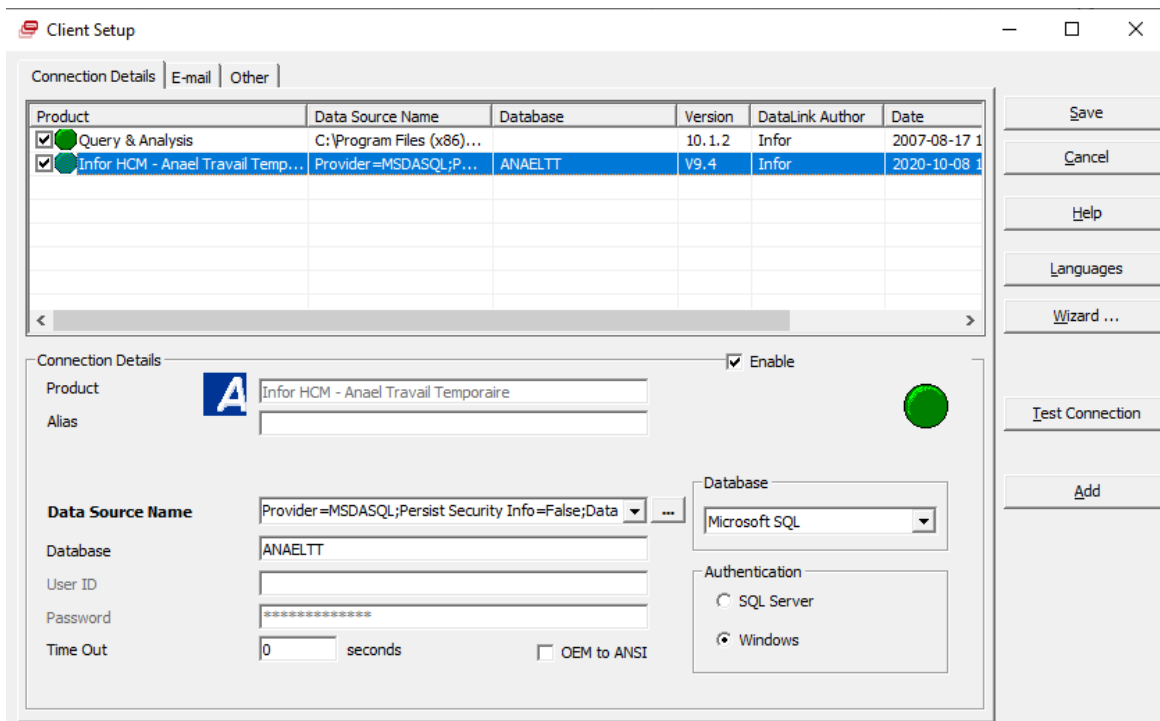 Client Setup
Connection Details E-mail Other
Product Data Source Name Database Version DataLink Author Date
Query & Analysis C:\Program Files (x86)... 10.1.2 Infor 2007-08-17 1
Infor HCM - Anael Travail Temp... Provider=MSDASQL;P... ANAELTT V9.4 Infor 2020-10-08 1
Save
Cancel
Help
Languages
Wizard ...
Test Connection
Add
Connection Details
Enable
Product
A
Infor HCM - Anael Travail Temporaire
Alias
Data Source Name
Provider=MSDASQL;Persist Security Info=False;Data
...
Database
ANAELTT
User ID
Password
*************
Time Out
0
seconds
OEM to ANSI
Database
Microsoft SQL
Authentication
SQL Server
Windows